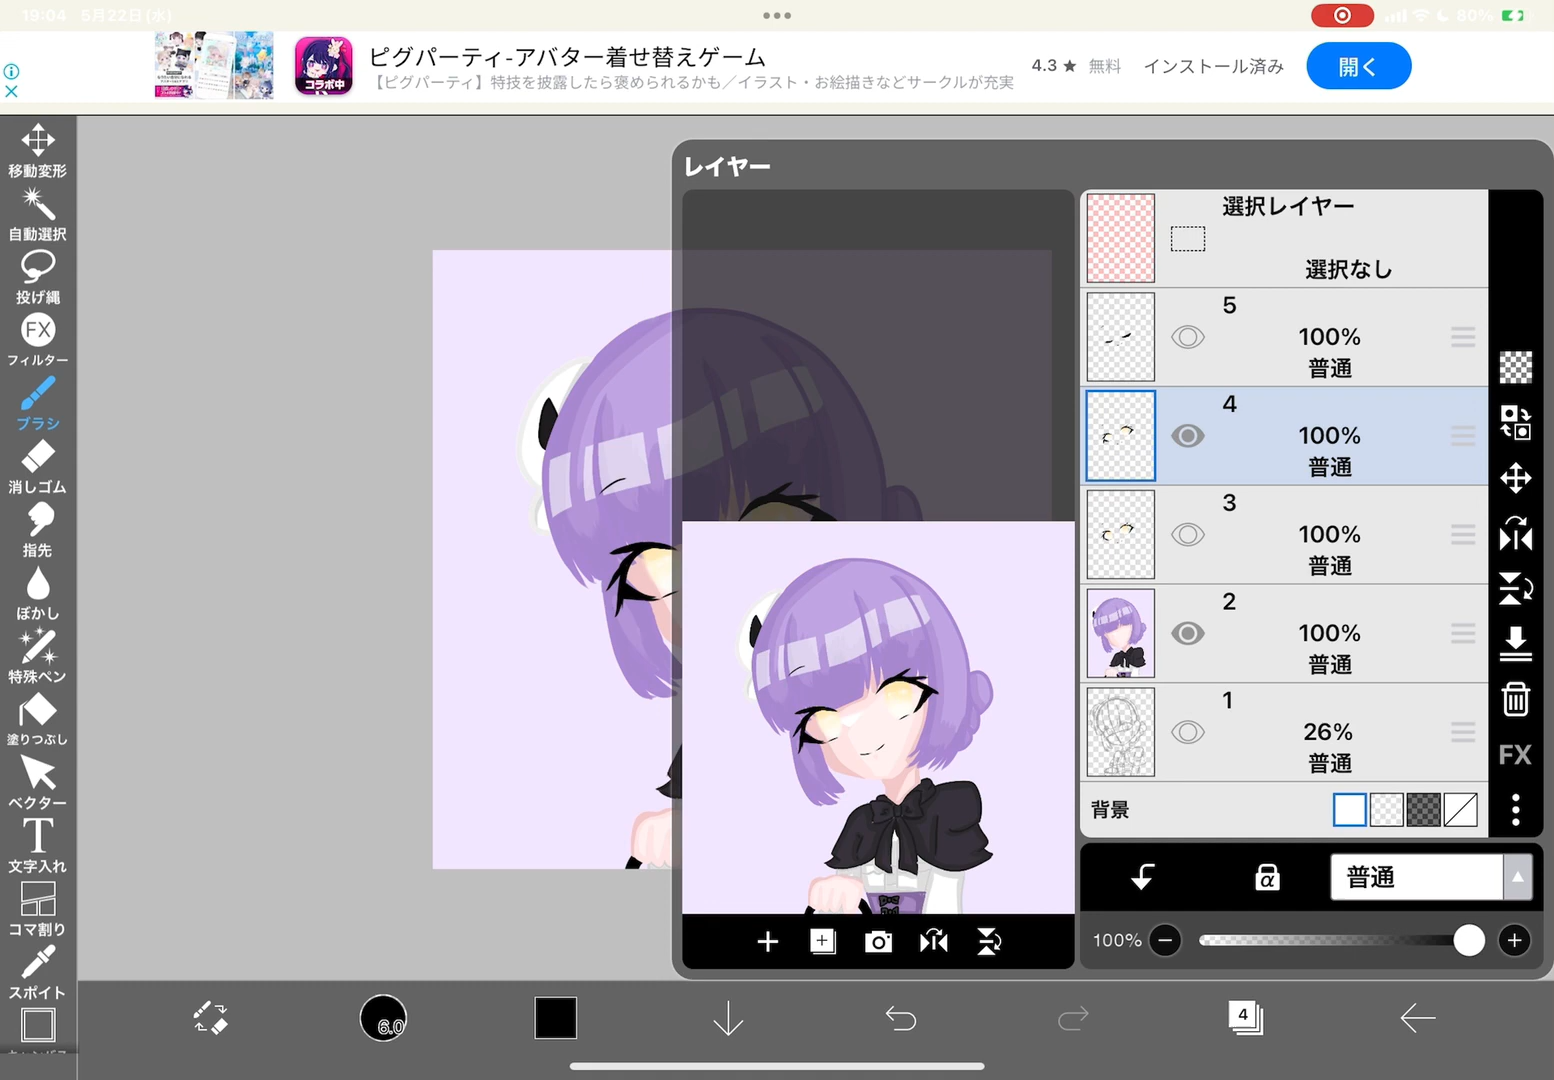 19:04 5月22日(水)
80%
ピグパーティ-アバター着せ替えゲーム
【ピグパーティ】特技を披露したら褒められるかも／イラスト・お絵描きなどサークルが充実
コラボ中
4.3 ★ 無料
インストール済み
開く
移動変形
自動選択
投げ縄
FX
フィルター
ブラシ
消しゴム
指先
ぼかし
特殊ペン
塗りつぶし
ベクター
T
文字入れ
コマ割り
スポイト
レイヤー
選択レイヤー
選択なし
5
100%
普通
4
100%
普通
3
100%
普通
2
100%
普通
1
26%
普通
背景
FX
α
普通
100%
6.0
4